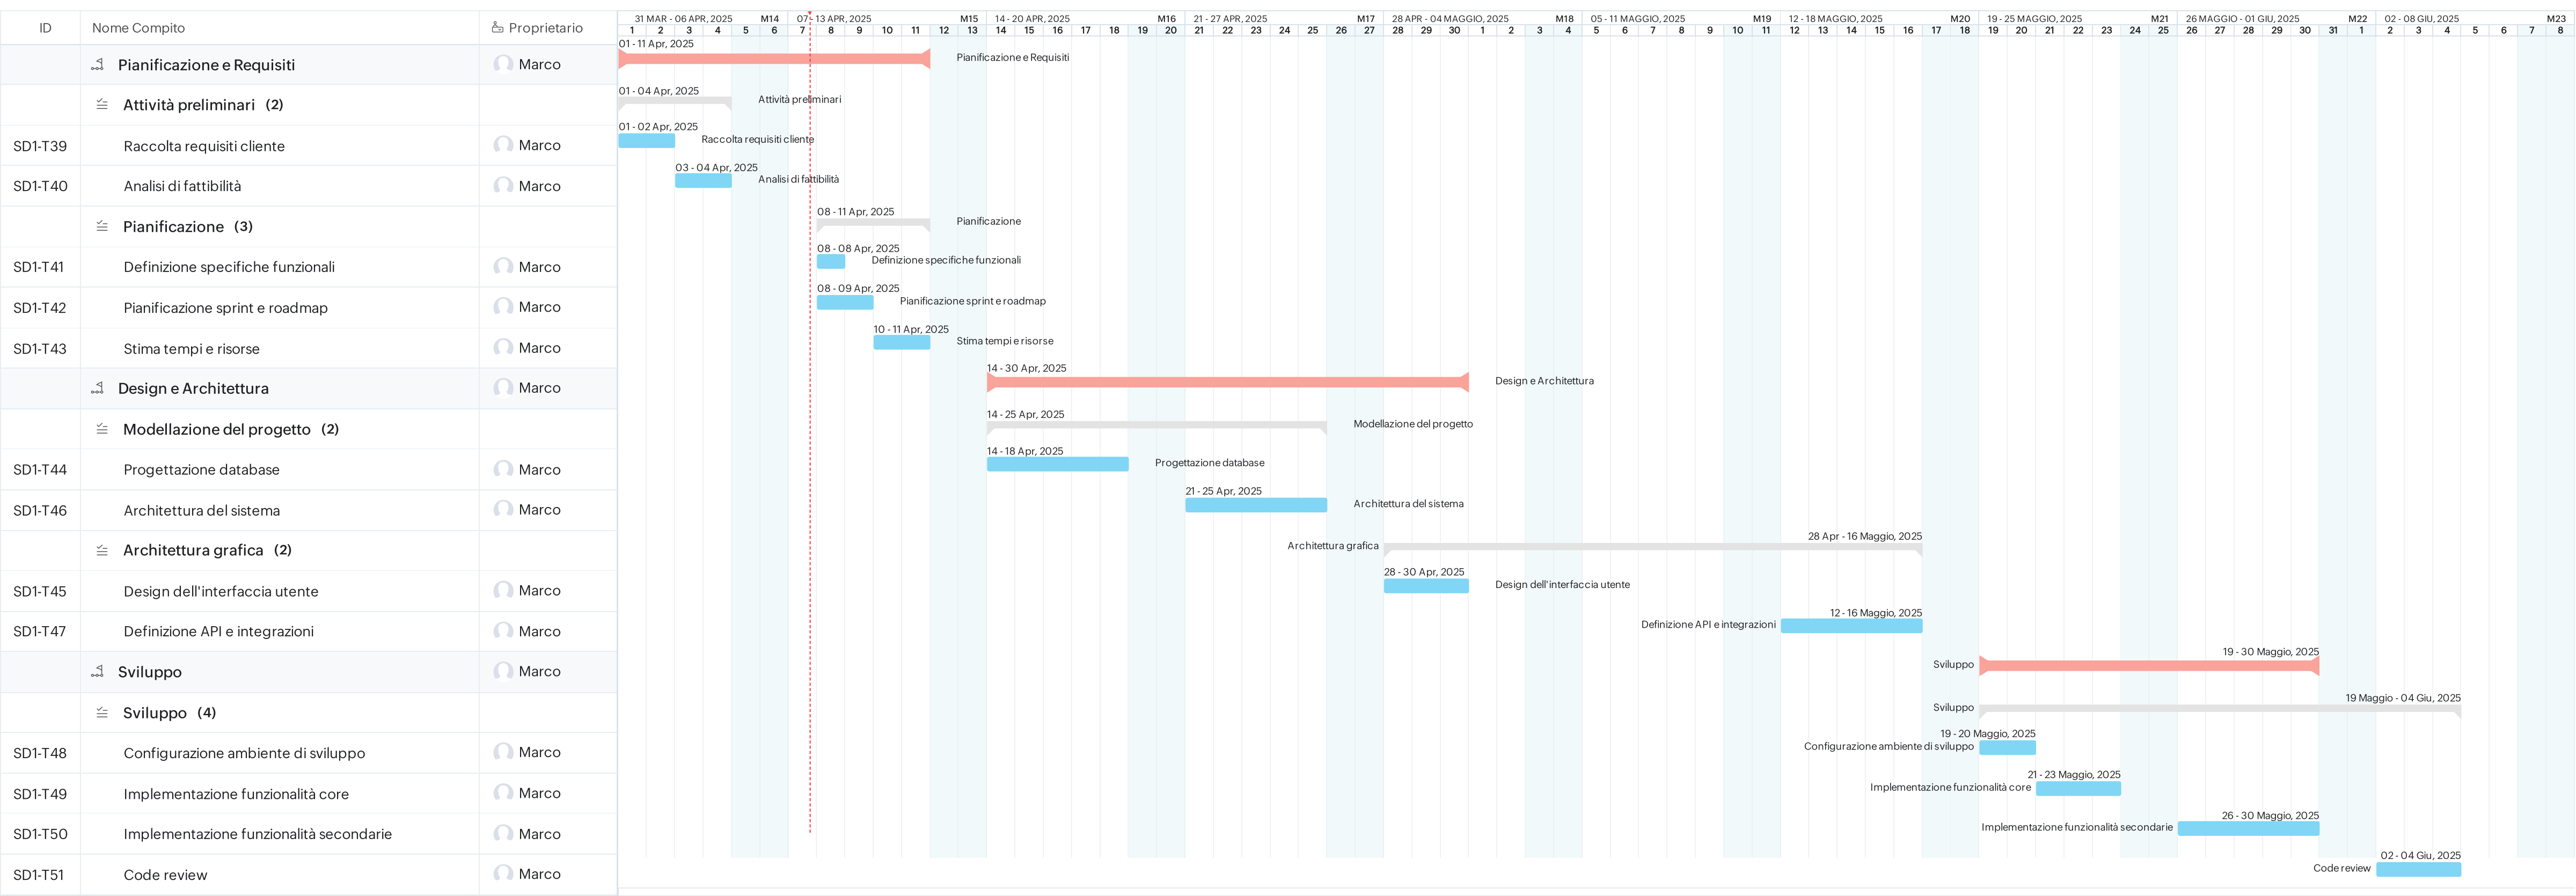 ID Nome Compito Proprietario
31 MAR - 06 APR, 2025 M14 07 - 13 APR, 2025 M15 14 - 20 APR, 2025 M16 21 - 27 APR, 2025 M17 28 APR - 04 MAGGIO, 2025 M18 05 - 11 MAGGIO, 2025 M19 12 - 18 MAGGIO, 2025 M20 19 - 25 MAGGIO, 2025 M21 26 MAGGIO - 01 GIU, 2025 M22 02 - 08 GIU, 2025 M23
1 2 3 4 5 6 7 8 9 10 11 12 13 14 15 16 17 18 19 20 21 22 23 24 25 26 27 28 29 30 1 2 3 4 5 6 7 8 9 10 11 12 13 14 15 16 17 18 19 20 21 22 23 24 25 26 27 28 29 30 31 1 2 3 4 5 6 7 8
01 - 11 Apr, 2025
Pianificazione e Requisiti Marco Pianificazione e Requisiti
01 - 04 Apr, 2025
Attività preliminari (2) Attività preliminari
01 - 02 Apr, 2025
SD1-T39 Raccolta requisiti cliente Marco Raccolta requisiti cliente
03 - 04 Apr, 2025
SD1-T40 Analisi di fattibilità Marco Analisi di fattibilità
08 - 11 Apr, 2025
Pianificazione (3) Pianificazione
08 - 08 Apr, 2025
SD1-T41 Definizione specifiche funzionali Marco Definizione specifiche funzionali
08 - 09 Apr, 2025
SD1-T42 Pianificazione sprint e roadmap Marco Pianificazione sprint e roadmap
10 - 11 Apr, 2025
SD1-T43 Stima tempi e risorse Marco Stima tempi e risorse
14 - 30 Apr, 2025
Design e Architettura Marco Design e Architettura
14 - 25 Apr, 2025
Modellazione del progetto (2) Modellazione del progetto
14 - 18 Apr, 2025
SD1-T44 Progettazione database Marco Progettazione database
21 - 25 Apr, 2025
SD1-T46 Architettura del sistema Marco Architettura del sistema
28 Apr - 16 Maggio, 2025
Architettura grafica (2) Architettura grafica
28 - 30 Apr, 2025
SD1-T45 Design dell'interfaccia utente Marco Design dell'interfaccia utente
12 - 16 Maggio, 2025
SD1-T47 Definizione API e integrazioni Marco Definizione API e integrazioni
19 - 30 Maggio, 2025
Sviluppo Marco Sviluppo
19 Maggio - 04 Giu, 2025
Sviluppo (4) Sviluppo
19 - 20 Maggio, 2025
SD1-T48 Configurazione ambiente di sviluppo Marco Configurazione ambiente di sviluppo
21 - 23 Maggio, 2025
SD1-T49 Implementazione funzionalità core Marco Implementazione funzionalità core
26 - 30 Maggio, 2025
SD1-T50 Implementazione funzionalità secondarie Marco Implementazione funzionalità secondarie
02 - 04 Giu, 2025
SD1-T51 Code review Marco Code review